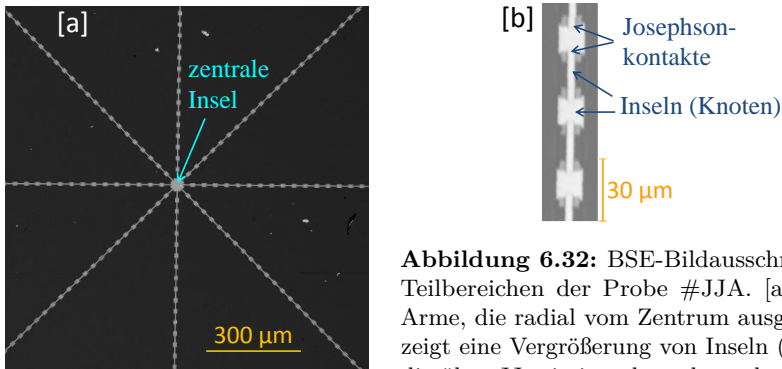 [a]
zentrale
Insel
300 µm
[b]
Josephson-
kontakte
Inseln (Knoten)
30 µm
Abbildung 6.32: BSE-Bildausschn
Teilbereichen der Probe #JJA. [a
Arme, die radial vom Zentrum ausg
zeigt eine Vergrößerung von Inseln (